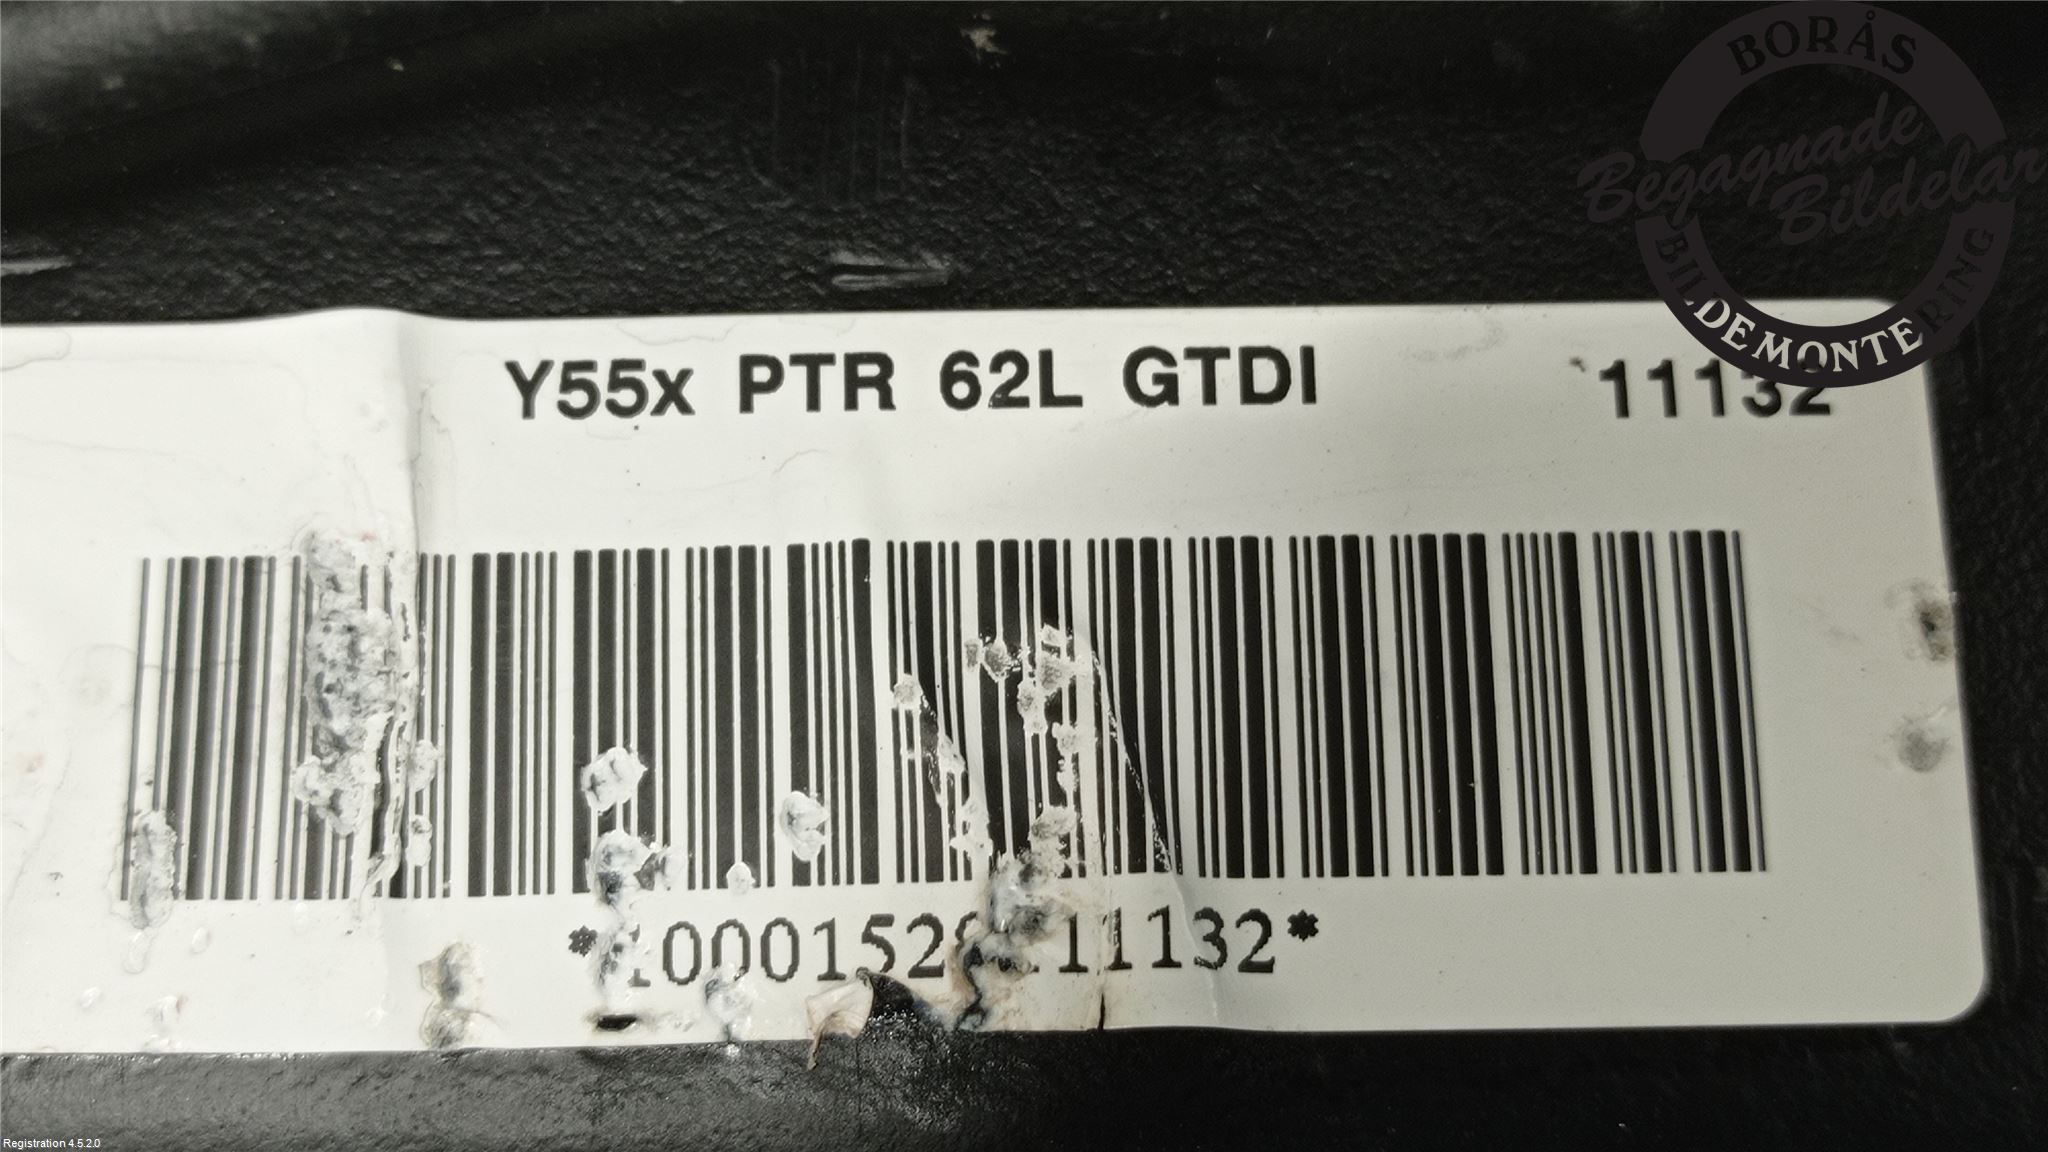 BORÅS
Begagnade
Bildelar
BILDEMONTERING
Y55x PTR 62L GTDI
11132
Registration 4.5.2.0